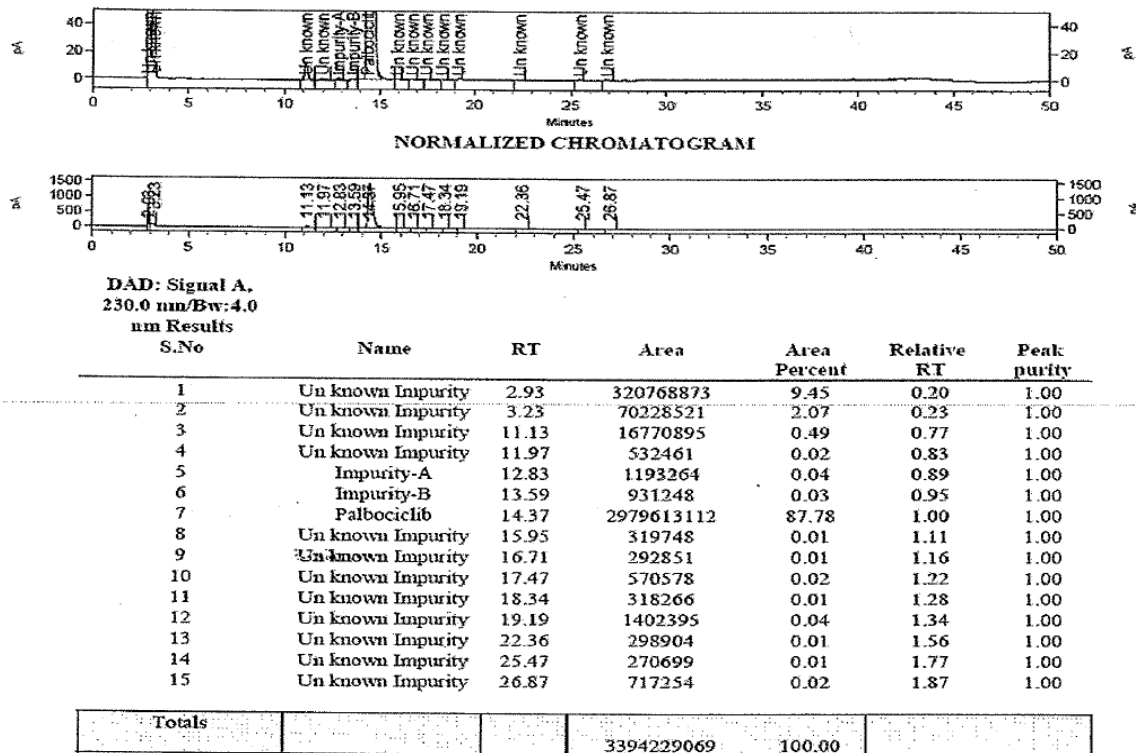 40 20 0 pA
Un known Un known Impurity-A Impurity-B Palbociclib Un known Un known Un known Un known Un known Un known Un known Un known
40 20 0 pA
0 5 10 15 20 25 30 35 40 45 50
Minutes
NORMALIZED CHROMATOGRAM
1500 1000 500 0 pA
3.23 11.13 11.97 12.83 13.59 14.37 15.95 16.71 17.47 18.34 19.19 22.36 25.47 26.87
1500 1000 500 0 pA
0 5 10 15 20 25 30 35 40 45 50
Minutes
DAD: Signal A,
230.0 nm/Bw:4.0
nm Results
S.No Name RT Area Area Percent Relative RT Peak purity
1 Un known Impurity 2.93 320768873 9.45 0.20 1.00
2 Un known Impurity 3.23 70228521 2.07 0.23 1.00
3 Un known Impurity 11.13 16770895 0.49 0.77 1.00
4 Un known Impurity 11.97 532461 0.02 0.83 1.00
5 Impurity-A 12.83 1193264 0.04 0.89 1.00
6 Impurity-B 13.59 931248 0.03 0.95 1.00
7 Palbociclib 14.37 2979613112 87.78 1.00 1.00
8 Un known Impurity 15.95 319748 0.01 1.11 1.00
9 Un known Impurity 16.71 292851 0.01 1.16 1.00
10 Un known Impurity 17.47 570578 0.02 1.22 1.00
11 Un known Impurity 18.34 318266 0.01 1.28 1.00
12 Un known Impurity 19.19 1402395 0.04 1.34 1.00
13 Un known Impurity 22.36 298904 0.01 1.56 1.00
14 Un known Impurity 25.47 270699 0.01 1.77 1.00
15 Un known Impurity 26.87 717254 0.02 1.87 1.00
Totals
3394229069 100.00